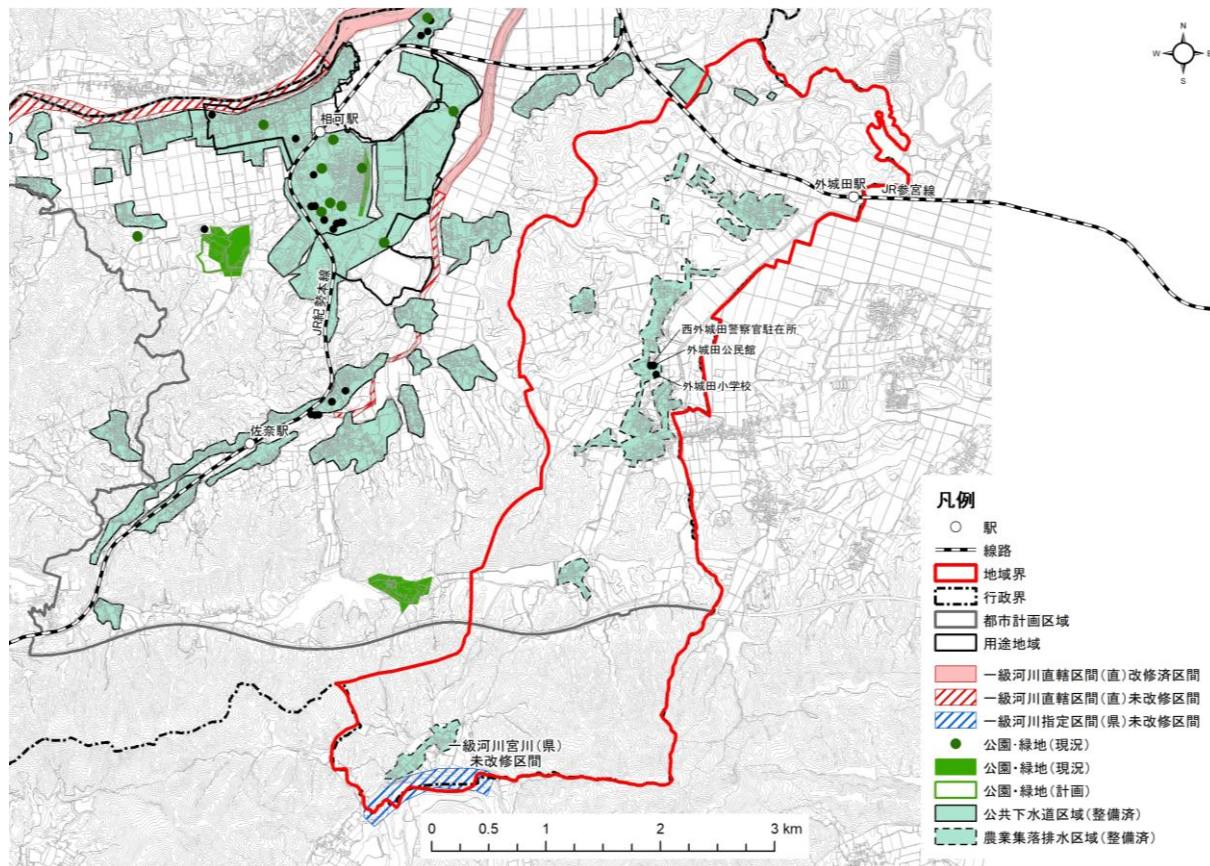 N
W E
S
相可駅
外城田駅
JR参宮線
JR紀勢本線
西外城田警察官駐在所
外城田公民館
外城田小学校
佐奈駅
一級河川宮川(県)
未改修区間
0 0.5 1 2 3 km
凡例
駅
線路
地域界
行政界
都市計画区域
用途地域
一級河川直轄区間(直)改修済区間
一級河川直轄区間(直)未改修区間
一級河川指定区間(県)未改修区間
公園・緑地(現況)
公園・緑地(現況)
公園・緑地(計画)
公共下水道区域(整備済)
農業集落排水区域(整備済)